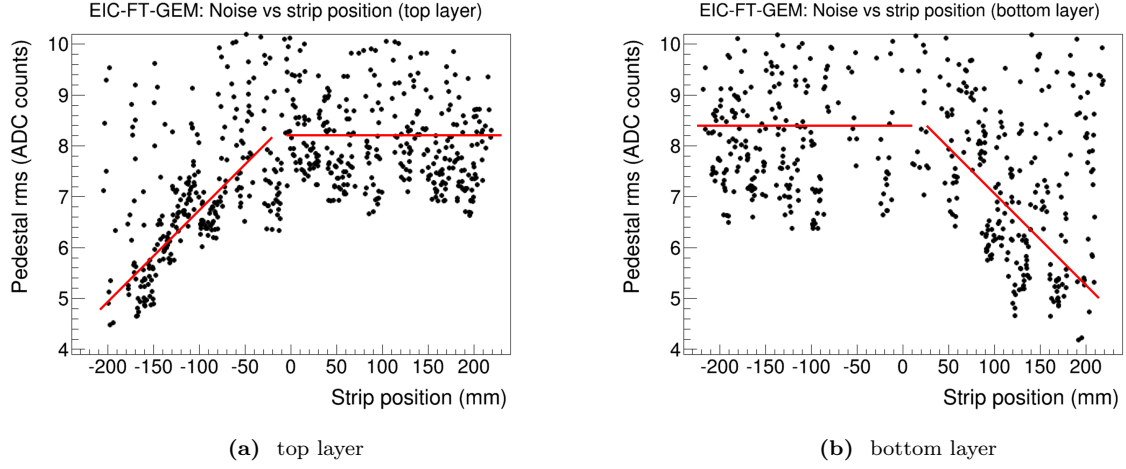 EIC-FT-GEM: Noise vs strip position (top layer)
Pedestal rms (ADC counts)
10
9
8
7
6
5
4
-200 -150 -100 -50 0 50 100 150 200
Strip position (mm)
(a) top layer
EIC-FT-GEM: Noise vs strip position (bottom layer)
Pedestal rms (ADC counts)
10
9
8
7
6
5
4
-200 -150 -100 -50 0 50 100 150 200
Strip position (mm)
(b) bottom layer